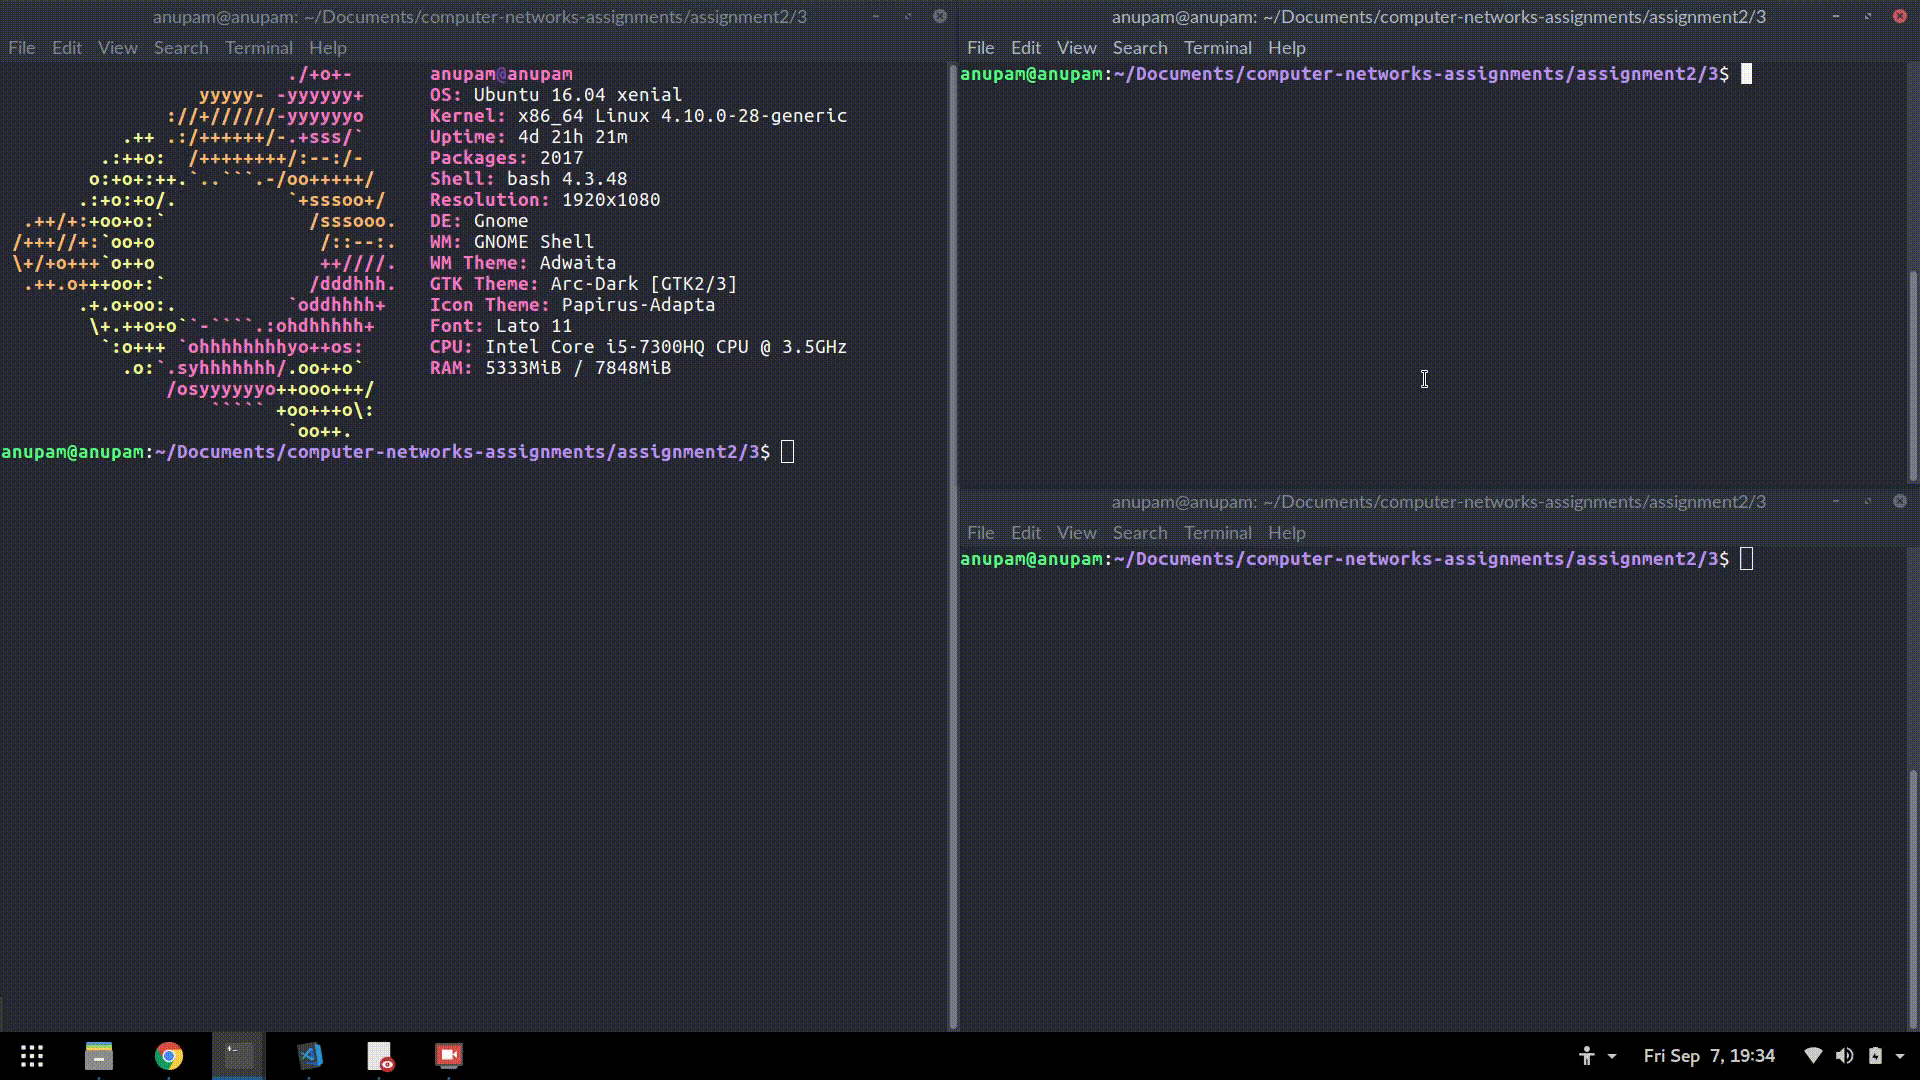 anupam@anupam: ~/Documents/computer-networks-assignments/assignment2/3
File Edit View Search Terminal Help
./+o+- anupam@anupam
yyyyy- -yyyyyy+ OS: Ubuntu 16.04 xenial
://+//////-yyyyyyo Kernel: x86_64 Linux 4.10.0-28-generic
.++ .:/++++++/-.+sss/` Uptime: 4d 21h 21m
.:++o: /++++++++/:--:/- Packages: 2017
o:+o+:++.`..```.-/oo+++++/ Shell: bash 4.3.48
.:+o:+o/. `+sssoo+/ Resolution: 1920x1080
.++/+:+oo+o:` /sssooo. DE: Gnome
/+++//+:`oo+o /::--:. WM: GNOME Shell
\+/+o+++`o++o ++////. WM Theme: Adwaita
.++.o+++oo+:` /dddhhh. GTK Theme: Arc-Dark [GTK2/3]
.+.o+oo:. `oddhhhh+ Icon Theme: Papirus-Adapta
\+.++o+o``-````.:ohdhhhhh+ Font: Lato 11
`:o+++ `ohhhhhhhhyo++os: CPU: Intel Core i5-7300HQ CPU @ 3.5GHz
.o:`.syhhhhhhh/.oo++o` RAM: 5333MiB / 7848MiB
/osyyyyyyo++ooo+++/
````` +oo+++o\:
`oo++.
anupam@anupam:~/Documents/computer-networks-assignments/assignment2/3$
anupam@anupam: ~/Documents/computer-networks-assignments/assignment2/3
File Edit View Search Terminal Help
anupam@anupam:~/Documents/computer-networks-assignments/assignment2/3$
anupam@anupam: ~/Documents/computer-networks-assignments/assignment2/3
File Edit View Search Terminal Help
anupam@anupam:~/Documents/computer-networks-assignments/assignment2/3$
Fri Sep 7, 19:34